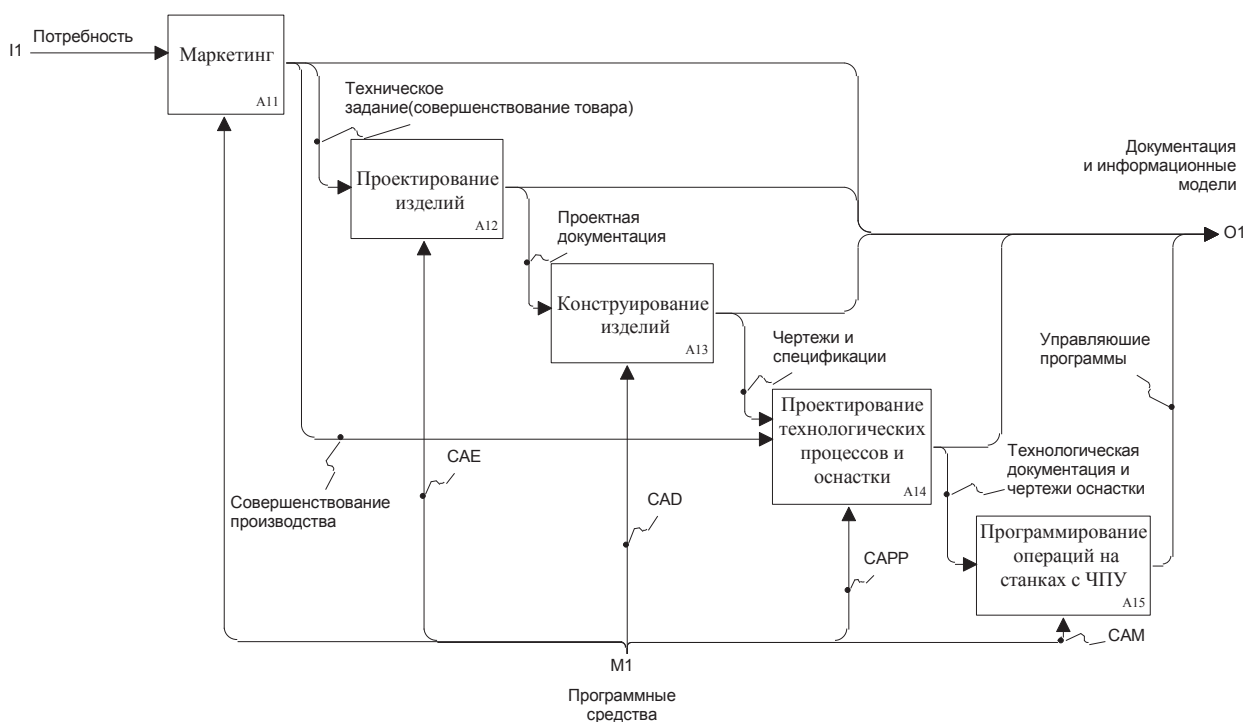 I1
Потребность
Маркетинг
A11
Техническое
задание(совершенствование товара)
Проектирование
изделий
A12
Документация
и информационные
модели
O1
Проектная
документация
Конструирование
изделий
A13
Чертежи и
спецификации
Управляюшие
программы
Проектирование
технологических
процессов и
оснастки
A14
Совершенствование
производства
CAE
CAD
Технологическая
документация и
чертежи оснастки
CAPP
Программирование
операций на
станках с ЧПУ
A15
CAM
M1
Программные
средства